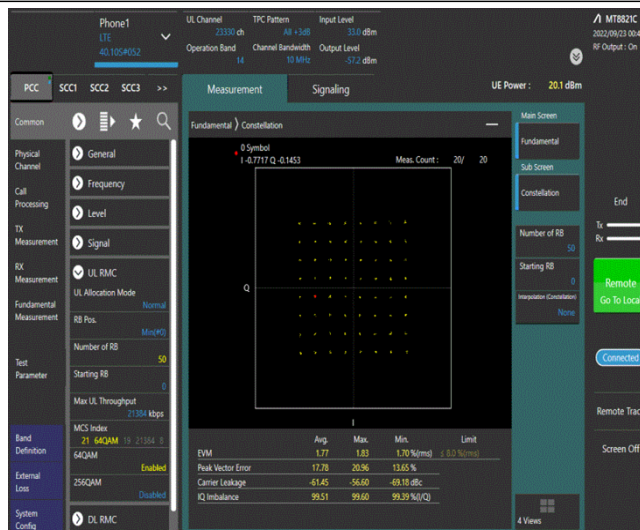 Phone1
LTE
40.10S#052
UL Channel TPC Pattern Input Level
23330 ch All +3dB 33.0 dBm
Operation Band Channel Bandwidth Output Level
14 10 MHz -57.2 dBm
MT8821C
2022/09/23 00:4
RF Output : On
PCC SCC1 SCC2 SCC3 >>
Measurement Signaling
UE Power : 20.1 dBm
Common
Physical Channel
Call Processing
TX Measurement
RX Measurement
Fundamental Measurement
Test Parameter
Band Definition
External Loss
System Config
General
Frequency
Level
Signal
UL RMC
UL Allocation Mode
Normal
RB Pos.
Min(#0)
Number of RB
50
Starting RB
0
Max UL Throughput
21384 kbps
MCS Index
21 64QAM 19 21384 8
64QAM
Enabled
256QAM
Disabled
DL RMC
Fundamental ⟩ Constellation
0 Symbol
I -0.7717 Q -0.1453 Meas. Count : 20/ 20
Q
I
Avg. Max. Min. Limit
EVM 1.77 1.83 1.70 %(rms) ≤ 8.0 %(rms)
Peak Vector Error 17.78 20.96 13.65 %
Carrier Leakage -61.45 -56.60 -69.18 dBc
IQ Imbalance 99.51 99.60 99.39 %(I/Q)
Main Screen
Fundamental
Sub Screen
Constellation
Number of RB
50
Starting RB
0
Interpolation (Constellation)
None
4 Views
End
Tx
Rx
Remote
Go To Loca
Connected
Remote Trac
Screen Off